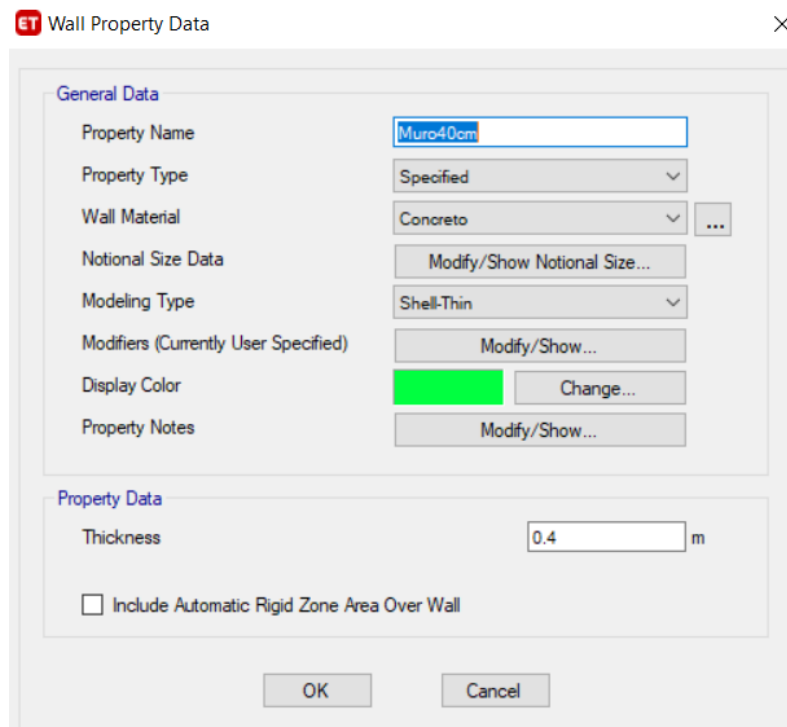 ET Wall Property Data
General Data
Property Name Muro40cm
Property Type Specified
Wall Material Concreto ...
Notional Size Data Modify/Show Notional Size...
Modeling Type Shell-Thin
Modifiers (Currently User Specified) Modify/Show...
Display Color Change...
Property Notes Modify/Show...
Property Data
Thickness 0.4 m
Include Automatic Rigid Zone Area Over Wall
OK Cancel